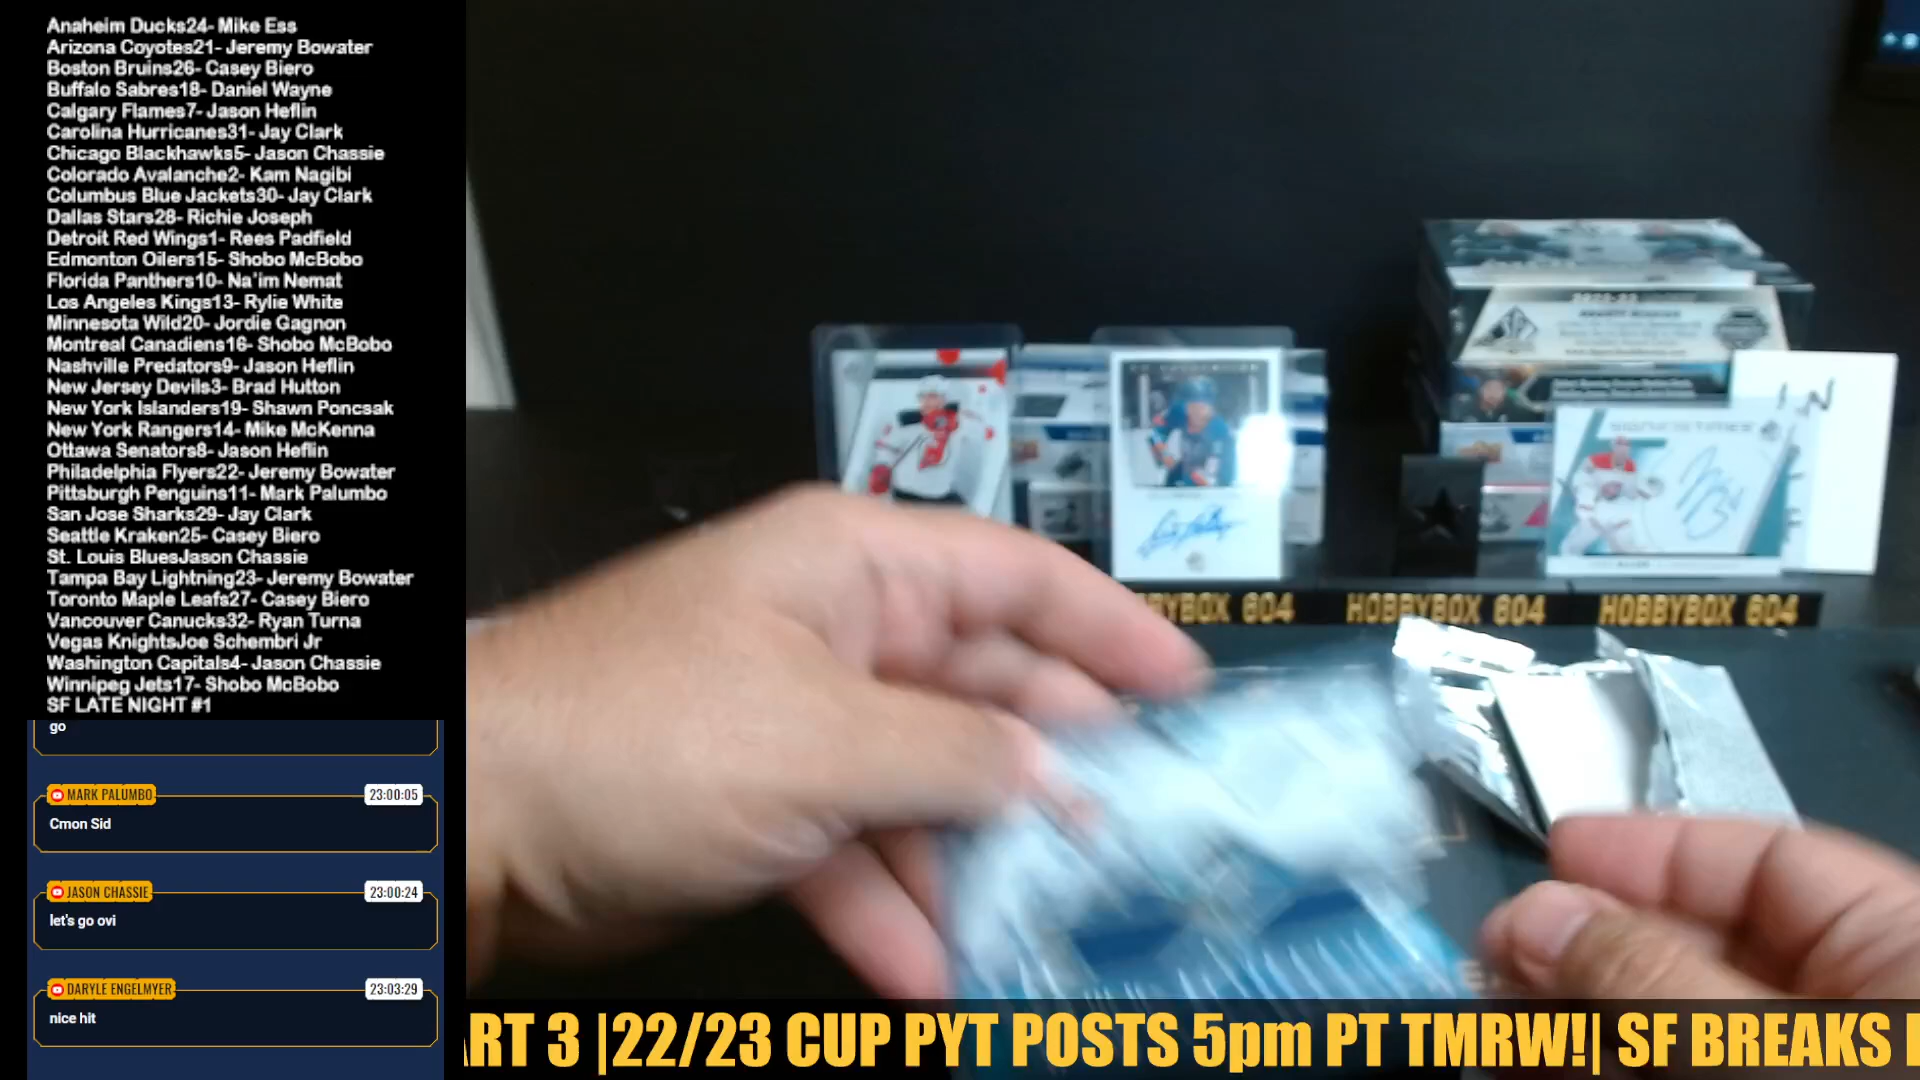 Anaheim Ducks24- Mike Ess
Arizona Coyotes21- Jeremy Bowater
Boston Bruins26- Casey Biero
Buffalo Sabres18- Daniel Wayne
Calgary Flames7- Jason Heflin
Carolina Hurricanes31- Jay Clark
Chicago Blackhawks5- Jason Chassie
Colorado Avalanche2- Kam Nagibi
Columbus Blue Jackets30- Jay Clark
Dallas Stars28- Richie Joseph
Detroit Red Wings1- Rees Padfield
Edmonton Oilers15- Shobo McBobo
Florida Panthers10- Na'im Nemat
Los Angeles Kings13- Rylie White
Minnesota Wild20- Jordie Gagnon
Montreal Canadiens16- Shobo McBobo
Nashville Predators9- Jason Heflin
New Jersey Devils3- Brad Hutton
New York Islanders19- Shawn Poncsak
New York Rangers14- Mike McKenna
Ottawa Senators8- Jason Heflin
Philadelphia Flyers22- Jeremy Bowater
Pittsburgh Penguins11- Mark Palumbo
San Jose Sharks29- Jay Clark
Seattle Kraken25- Casey Biero
St. Louis BluesJason Chassie
Tampa Bay Lightning23- Jeremy Bowater
Toronto Maple Leafs27- Casey Biero
Vancouver Canucks32- Ryan Turna
Vegas KnightsJoe Schembri Jr
Washington Capitals4- Jason Chassie
Winnipeg Jets17- Shobo McBobo
SF LATE NIGHT #1
go
MARK PALUMBO 23:00:05
Cmon Sid
JASON CHASSIE 23:00:24
let's go ovi
DARYLE ENGELMYER 23:03:29
nice hit
HOBBYBOX 604 HOBBYBOX 604
ART 3 |22/23 CUP PYT POSTS 5pm PT TMRW!| SF BREAKS